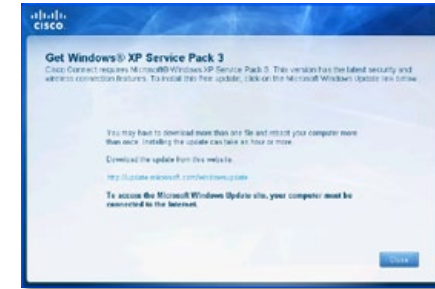 cisco
Get Windows® XP Service Pack 3
Cisco Connect requires Microsoft® Windows XP Service Pack 3. This version has the latest security and
wireless connection features. To install this free update, click on the Microsoft Windows Update link below.
You may have to download more than one file and reboot your computer more
than once. Installing the update can take an hour or more.
Download the update from this website.
http://update.microsoft.com/windowsupdate
To access the Microsoft Windows Update site, your computer must be
connected to the Internet.
Close